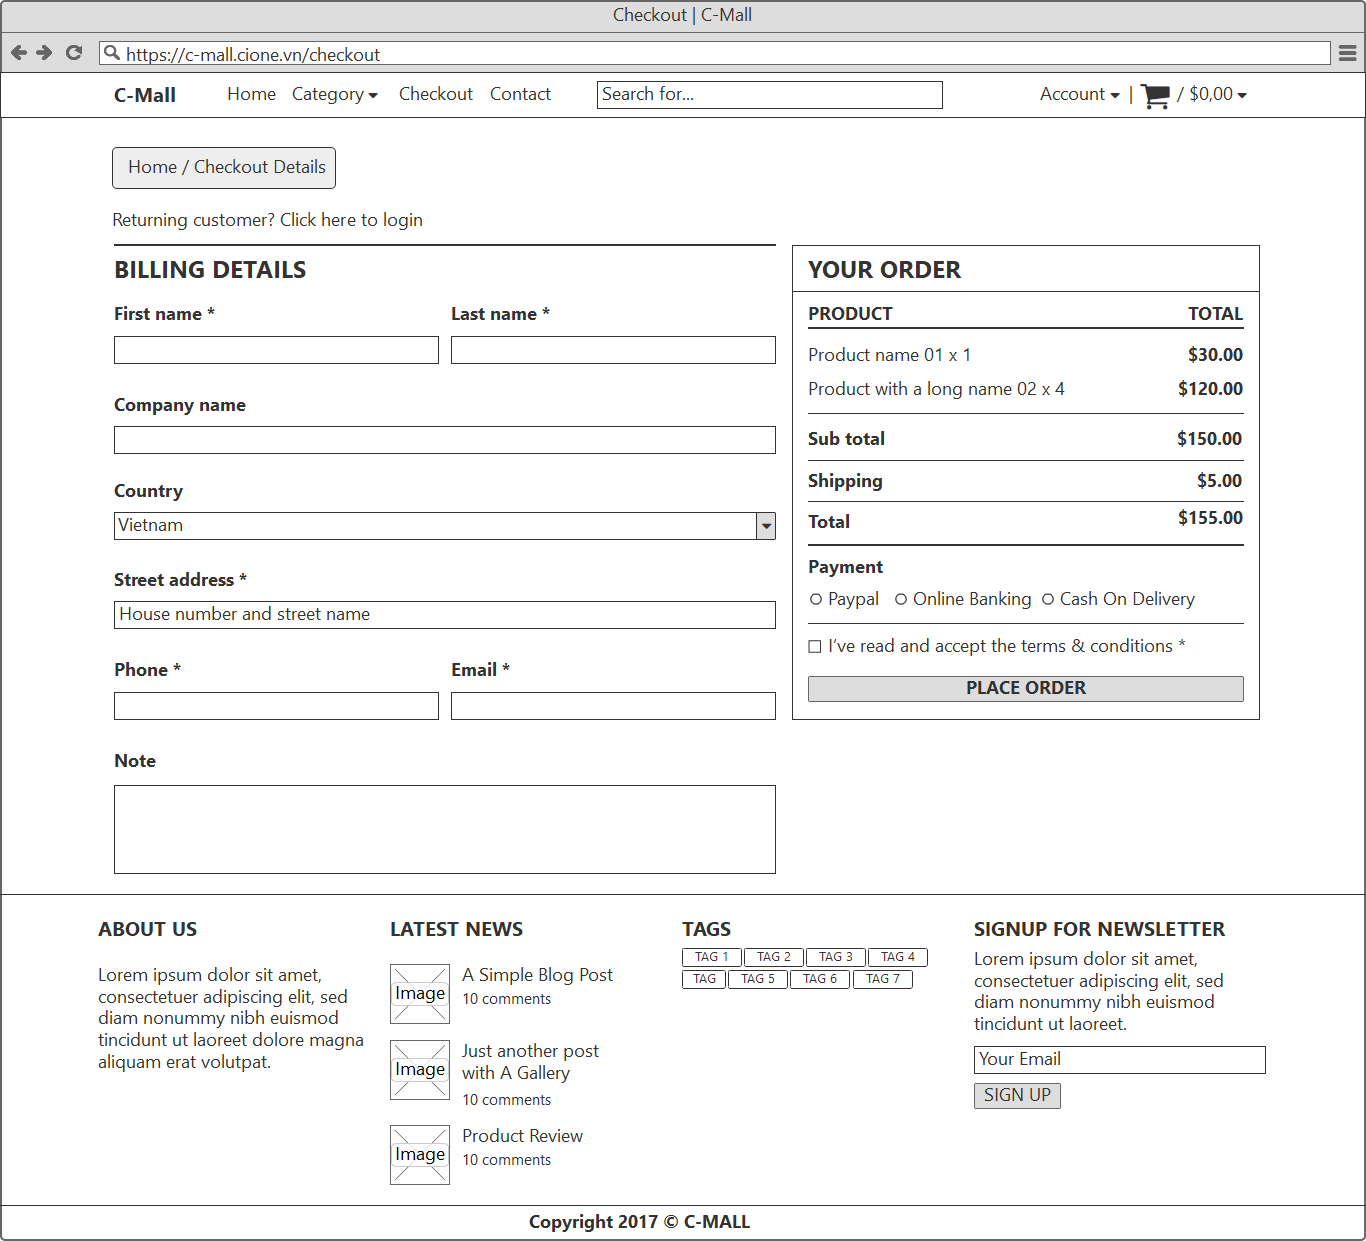 Checkout | C-Mall
https://c-mall.cione.vn/checkout
C-Mall Home Category Checkout Contact Search for... Account | / $0,00
Home / Checkout Details
Returning customer? Click here to login
BILLING DETAILS
First name * Last name *
Company name
Country
Vietnam
Street address *
House number and street name
Phone * Email *
Note
YOUR ORDER
PRODUCT TOTAL
Product name 01 x 1 $30.00
Product with a long name 02 x 4 $120.00
Sub total $150.00
Shipping $5.00
Total $155.00
Payment
Paypal Online Banking Cash On Delivery
I've read and accept the terms & conditions *
PLACE ORDER
ABOUT US
Lorem ipsum dolor sit amet,
consectetuer adipiscing elit, sed
diam nonummy nibh euismod
tincidunt ut laoreet dolore magna
aliquam erat volutpat.
LATEST NEWS
Image
A Simple Blog Post
10 comments
Image
Just another post
with A Gallery
10 comments
Image
Product Review
10 comments
TAGS
TAG 1 TAG 2 TAG 3 TAG 4
TAG TAG 5 TAG 6 TAG 7
SIGNUP FOR NEWSLETTER
Lorem ipsum dolor sit amet,
consectetuer adipiscing elit, sed
diam nonummy nibh euismod
tincidunt ut laoreet.
Your Email
SIGN UP
Copyright 2017 © C-MALL